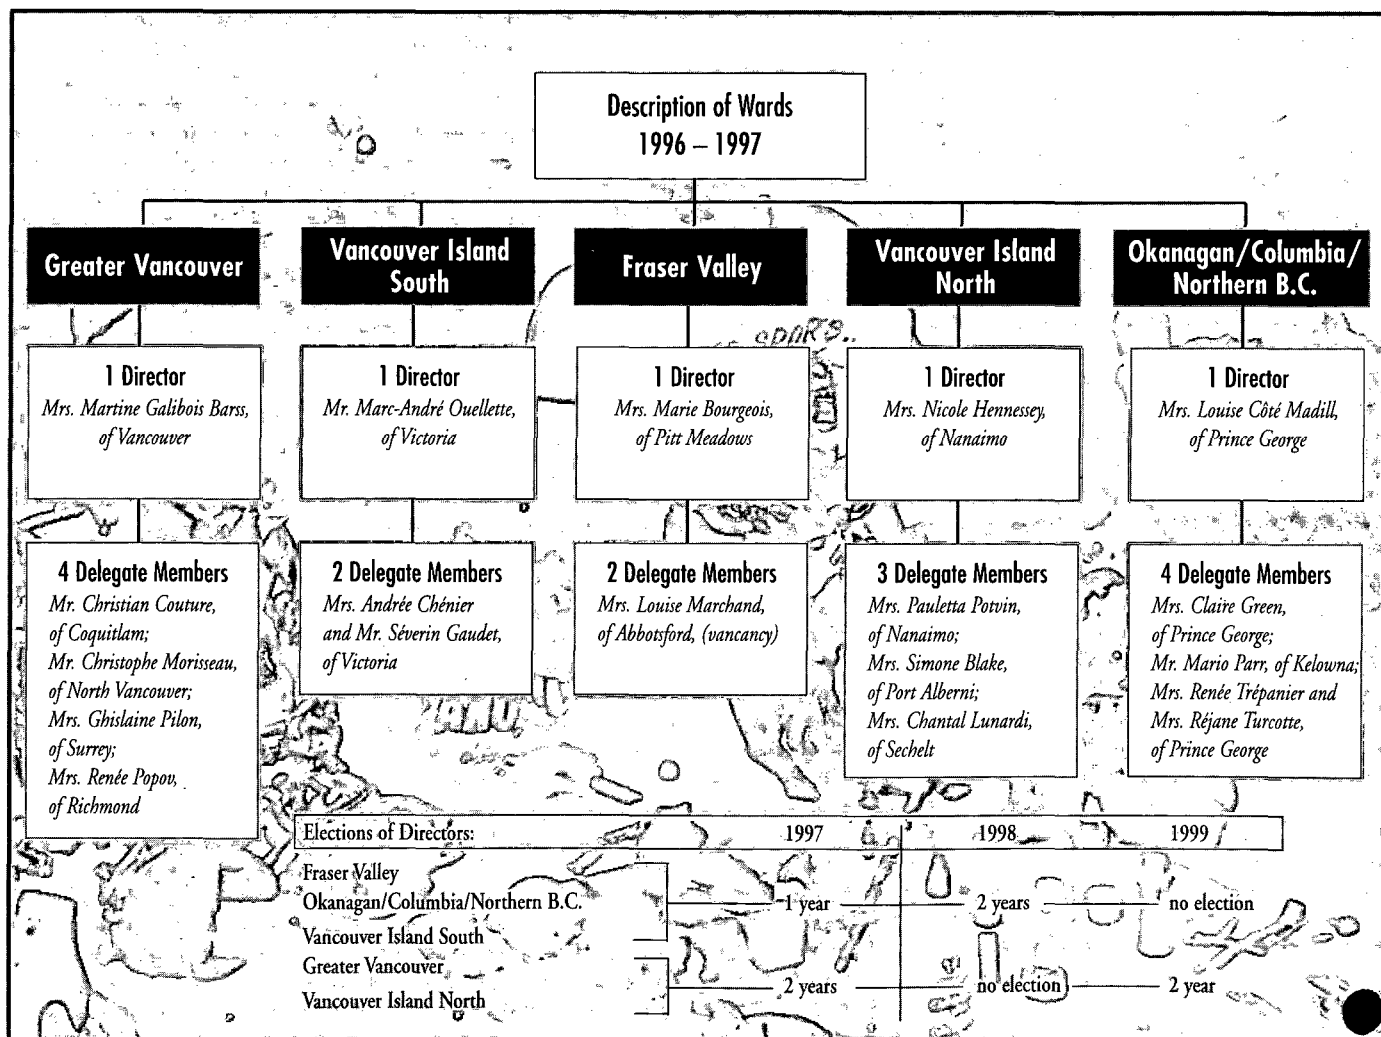 Description of Wards
1996 – 1997
Greater Vancouver
Vancouver Island
South
Fraser Valley
Vancouver Island
North
Okanagan/Columbia/
Northern B.C.
SPARS..
1 Director
Mrs. Martine Galibois Barss,
of Vancouver
1 Director
Mr. Marc-André Ouellette,
of Victoria
1 Director
Mrs. Marie Bourgeois,
of Pitt Meadows
1 Director
Mrs. Nicole Hennessey,
of Nanaimo
1 Director
Mrs. Louise Côté Madill,
of Prince George
4 Delegate Members
Mr. Christian Couture,
of Coquitlam;
Mr. Christophe Morisseau,
of North Vancouver;
Mrs. Ghislaine Pilon,
of Surrey;
Mrs. Renée Popov,
of Richmond
2 Delegate Members
Mrs. Andrée Chénier
and Mr. Séverin Gaudet,
of Victoria
2 Delegate Members
Mrs. Louise Marchand,
of Abbotsford, (vacancy)
3 Delegate Members
Mrs. Pauletta Potvin,
of Nanaimo;
Mrs. Simone Blake,
of Port Alberni;
Mrs. Chantal Lunardi,
of Sechelt
4 Delegate Members
Mrs. Claire Green,
of Prince George;
Mr. Mario Parr, of Kelowna;
Mrs. Renée Trépanier and
Mrs. Réjane Turcotte,
of Prince George
Elections of Directors: 1997 1998 1999
Fraser Valley
Okanagan/Columbia/Northern B.C. 1 year 2 years no election
Vancouver Island South
Greater Vancouver
2 years no election 2 year
Vancouver Island North